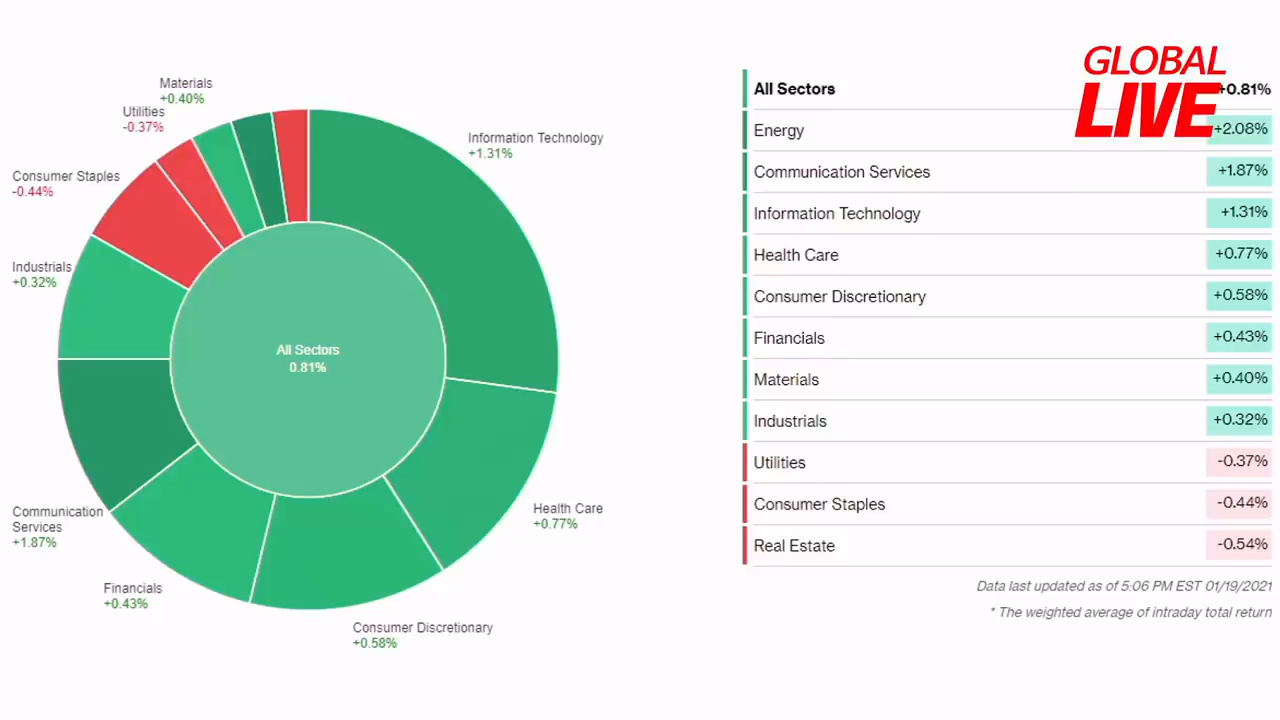 Materials
+0.40%
Utilities
-0.37%
Information Technology
+1.31%
Consumer Staples
-0.44%
Industrials
+0.32%
All Sectors
0.81%
Communication
Services
+1.87%
Health Care
+0.77%
Financials
+0.43%
Consumer Discretionary
+0.58%
GLOBAL
LIVE
All Sectors +0.81%
Energy +2.08%
Communication Services +1.87%
Information Technology +1.31%
Health Care +0.77%
Consumer Discretionary +0.58%
Financials +0.43%
Materials +0.40%
Industrials +0.32%
Utilities -0.37%
Consumer Staples -0.44%
Real Estate -0.54%
Data last updated as of 5:06 PM EST 01/19/2021
* The weighted average of intraday total return